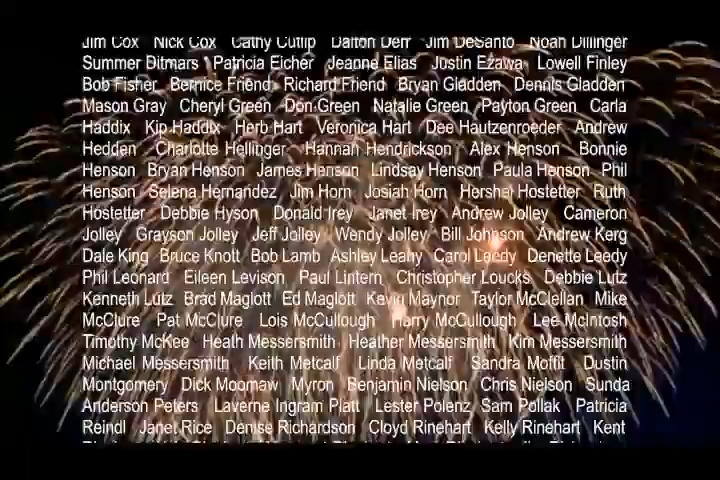 Jim Cox Nick Cox Cathy Cutlip Dalton Derr Jim DeSanto Noah Dillinger
Summer Ditmars Patricia Eicher Jeanne Elias Justin Ezawa Lowell Finley
Bob Fisher Bernice Friend Richard Friend Bryan Gladden Dennis Gladden
Mason Gray Cheryl Green Don Green Natalie Green Payton Green Carla
Haddix Kip Haddix Herb Hart Veronica Hart Dee Hautzenroeder Andrew
Hedden Charlotte Hellinger Hannah Hendrickson Alex Henson Bonnie
Henson Bryan Henson James Henson Lindsay Henson Paula Henson Phil
Henson Selena Hernandez Jim Horn Josiah Horn Hershel Hostetter Ruth
Hostetter Debbie Hyson Donald Irey Janet Irey Andrew Jolley Cameron
Jolley Grayson Jolley Jeff Jolley Wendy Jolley Bill Johnson Andrew Kerg
Dale King Bruce Knott Bob Lamb Ashley Leahy Carol Leedy Denette Leedy
Phil Leonard Eileen Levison Paul Lintern Christopher Loucks Debbie Lutz
Kenneth Lutz Brad Maglott Ed Maglott Kevin Maynor Taylor McClellan Mike
McClure Pat McClure Lois McCullough Harry McCullough Lee McIntosh
Timothy McKee Heath Messersmith Heather Messersmith Kim Messersmith
Michael Messersmith Keith Metcalf Linda Metcalf Sandra Moffit Dustin
Montgomery Dick Moomaw Myron Benjamin Nielson Chris Nielson Sunda
Anderson Peters Laverne Ingram Platt Lester Polenz Sam Pollak Patricia
Reindl Janet Rice Denise Richardson Cloyd Rinehart Kelly Rinehart Kent